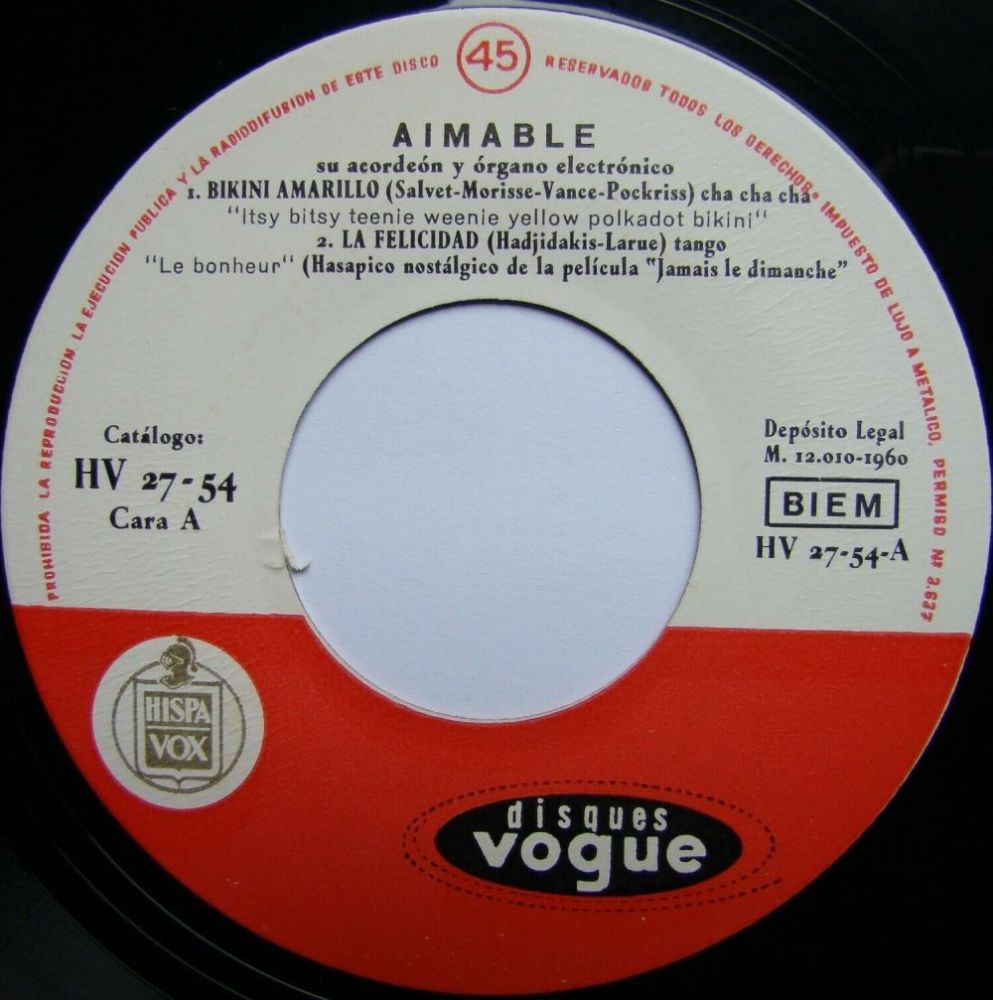 PROHIBIDA LA REPRODUCCION LA EJECUCION PUBLICA Y LA RADIODIFUSION DE ESTE DISCO
45
RESERVADOS TODOS LOS DERECHOS* IMPUESTO DE LUJO A METALICO, PERMISO Nº 3.627
AIMABLE
su acordeón y órgano electrónico
1. BIKINI AMARILLO (Salvet-Morisse-Vance-Pockriss) cha cha chá
"Itsy bitsy teenie weenie yellow polkadot bikini"
2. LA FELICIDAD (Hadjidakis-Larue) tango
"Le bonheur" (Hasapico nostálgico de la película "Jamais le dimanche"
Catálogo:
HV 27-54
Cara A
Depósito Legal
M. 12.010-1960
BIEM
HV 27-54-A
HISPA
VOX
disques
vogue